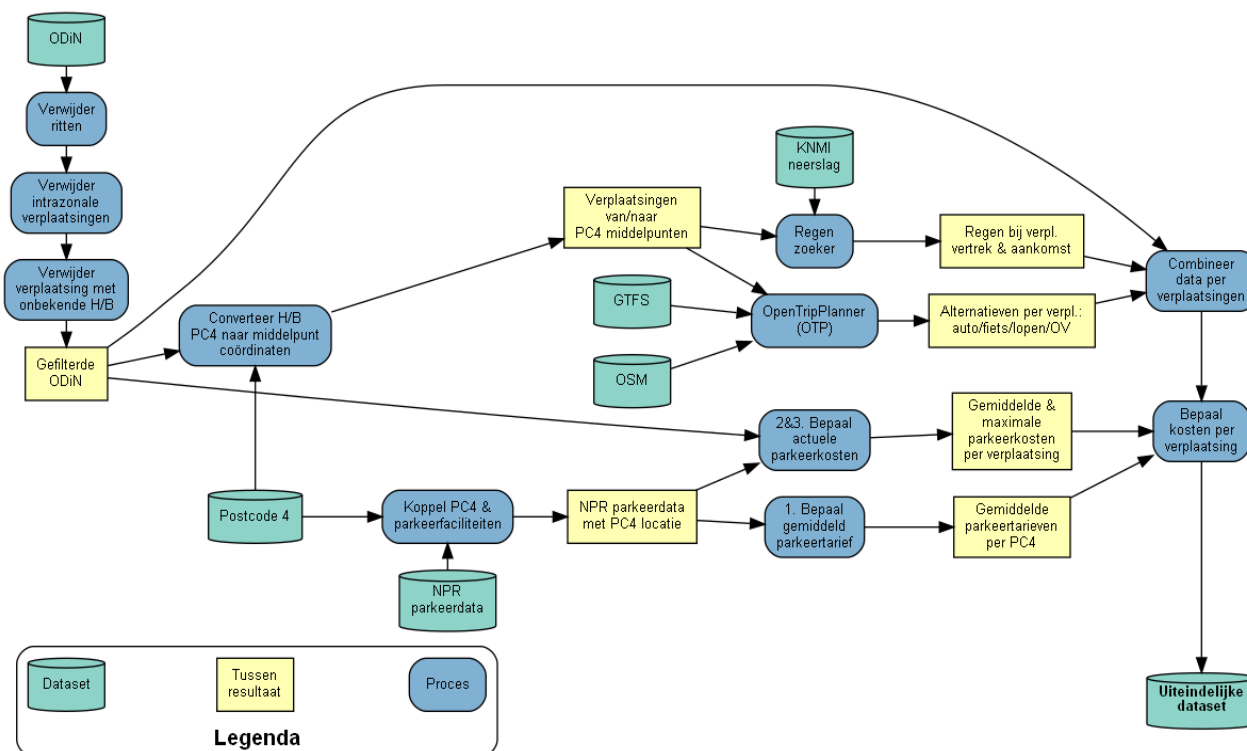 ODiN
Verwijder
ritten
Verwijder
intrazonale
verplaatsingen
Verwijder
verplaatsing met
onbekende H/B
Gefilterde
ODiN
Converteer H/B
PC4 naar middelpunt
coördinaten
Postcode 4
Koppel PC4 &
parkeerfaciliteiten
NPR
parkeerdata
Verplaatsingen
van/naar
PC4 middelpunten
GTFS
OSM
NPR parkeerdata
met PC4 locatie
KNMI
neerslag
Regen
zoeker
OpenTripPlanner
(OTP)
2&3. Bepaal
actuele
parkeerkosten
1. Bepaal
gemiddeld
parkeertarief
Regen bij verpl.
vertrek & aankomst
Alternatieven per verpl.:
auto/fiets/lopen/OV
Gemiddelde &
maximale
parkeerkosten
per verplaatsing
Gemiddelde
parkeertarieven
per PC4
Combineer
data per
verplaatsingen
Bepaal
kosten per
verplaatsing
Uiteindelijke
dataset
Dataset
Tussen
resultaat
Proces
Legenda